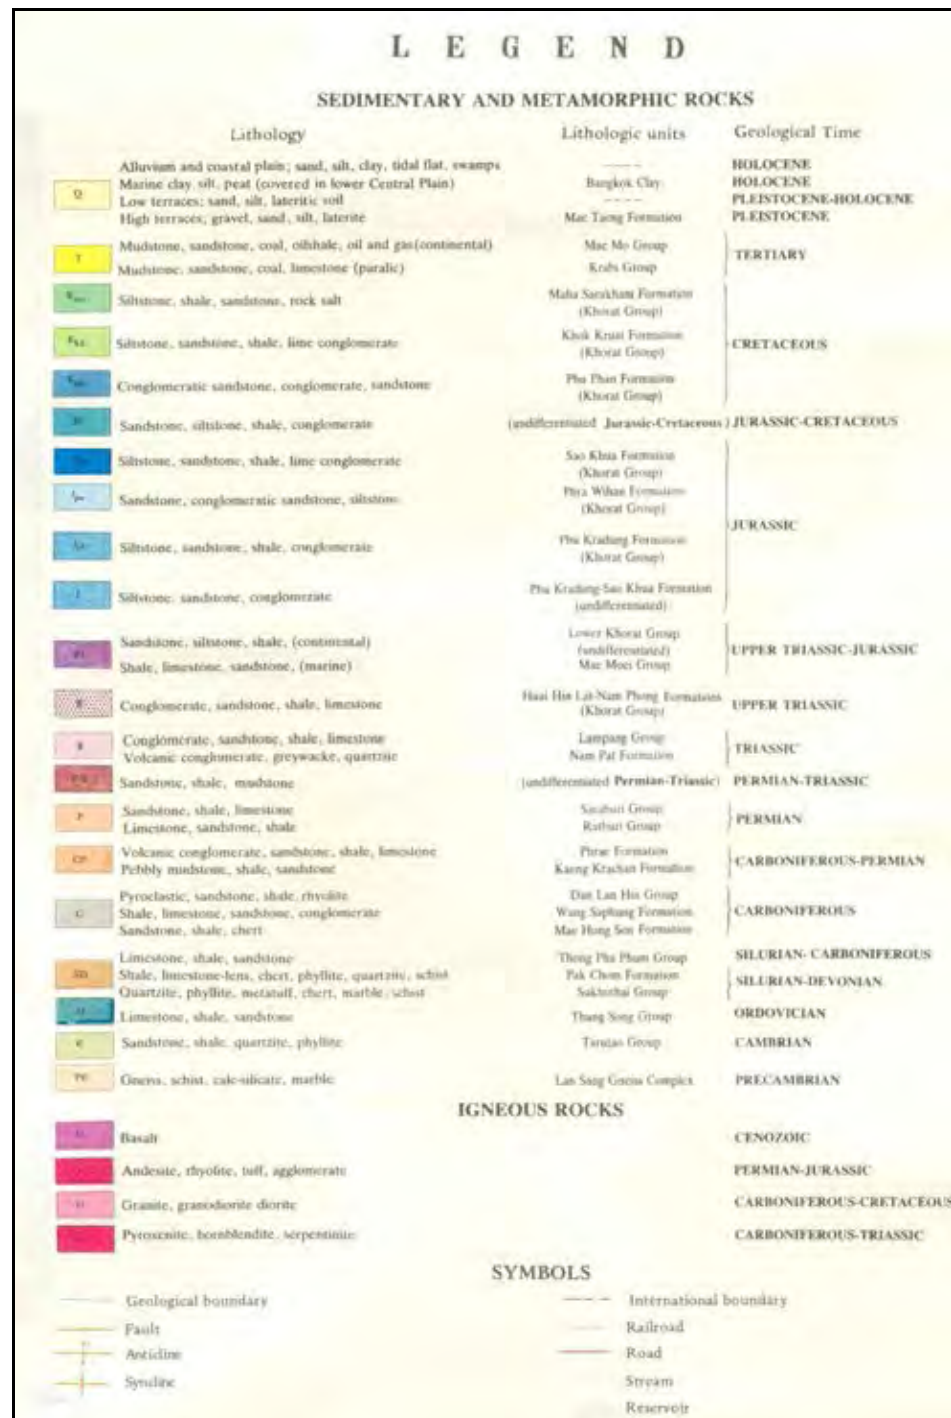 LEGEND
SEDIMENTARY AND METAMORPHIC ROCKS
Lithology Lithologic units Geological Time
Alluvium and coastal plain; sand, silt, clay, tidal flat, swamps ---- HOLOCENE
Q Marine clay, silt, peat (covered in lower Central Plain) Bangkok Clay HOLOCENE
Low terraces; sand, silt, lateritic soil ---- PLEISTOCENE-HOLOCENE
High terraces, gravel, sand, silt, laterite Mae Taeng Formation PLEISTOCENE
T Mudstone, sandstone, coal, oilshale, oil and gas(continental) Mae Mo Group TERTIARY
Mudstone, sandstone, coal, limestone (paralic) Krabi Group
Siltstone, shale, sandstone, rock salt Maha Sarakham Formation
(Khorat Group)
Siltstone, sandstone, shale, lime conglomerate Khok Kruat Formation CRETACEOUS
(Khorat Group)
Conglomeratic sandstone, conglomerate, sandstone Phu Phan Formation
(Khorat Group)
Sandstone, siltstone, shale, conglomerate (undifferentiated Jurassic-Cretaceous) JURASSIC-CRETACEOUS
Siltstone, sandstone, shale, lime conglomerate Sao Khua Formation
(Khorat Group)
Sandstone, conglomeratic sandstone, siltstone Phra Wihan Formation
(Khorat Group)
JURASSIC
Siltstone, sandstone, shale, conglomerate Phu Kradung Formation
(Khorat Group)
J Siltstone, sandstone, conglomerate Phu Kradung-Sao Khua Formation
(undifferentiated)
Sandstone, siltstone, shale, (continental) Lower Khorat Group
(undifferentiated) UPPER TRIASSIC-JURASSIC
Shale, limestone, sandstone, (marine) Mae Moei Group
Conglomerate, sandstone, shale, limestone Huai Hin Lat-Nam Phong Formations UPPER TRIASSIC
(Khorat Group)
Conglomerate, sandstone, shale, limestone Lampang Group TRIASSIC
Volcanic conglomerate, greywacke, quartzite Nam Pat Formation
Sandstone, shale, mudstone (undifferentiated Permian-Triassic) PERMIAN-TRIASSIC
P Sandstone, shale, limestone Saraburi Group PERMIAN
Limestone, sandstone, shale Ratburi Group
CP Volcanic conglomerate, sandstone, shale, limestone Phrae Formation CARBONIFEROUS-PERMIAN
Pebbly mudstone, shale, sandstone Kaeng Krachan Formation
Pyroclastic, sandstone, shale, rhyolite Dan Lan Hoi Group
C Shale, limestone, sandstone, conglomerate Wang Saphung Formation CARBONIFEROUS
Sandstone, shale, chert Mae Hong Son Formation
Limestone, shale, sandstone Thong Pha Phum Group SILURIAN- CARBONIFEROUS
SD Shale, limestone-lens, chert, phyllite, quartzite, schist Pak Chom Formation SILURIAN-DEVONIAN
Quartzite, phyllite, metatuff, chert, marble, schist Sukhothai Group
O Limestone, shale, sandstone Thung Song Group ORDOVICIAN
Sandstone, shale, quartzite, phyllite Tarutao Group CAMBRIAN
Gneiss, schist, calc-silicate, marble Lan Sang Gneiss Complex PRECAMBRIAN
IGNEOUS ROCKS
Basalt CENOZOIC
Andesite, rhyolite, tuff, agglomerate PERMIAN-JURASSIC
Granite, granodiorite diorite CARBONIFEROUS-CRETACEOUS
Pyroxenite, hornblendite, serpentinite CARBONIFEROUS-TRIASSIC
SYMBOLS
Geological boundary International boundary
Fault Railroad
Anticline Road
Syncline Stream
Reservoir